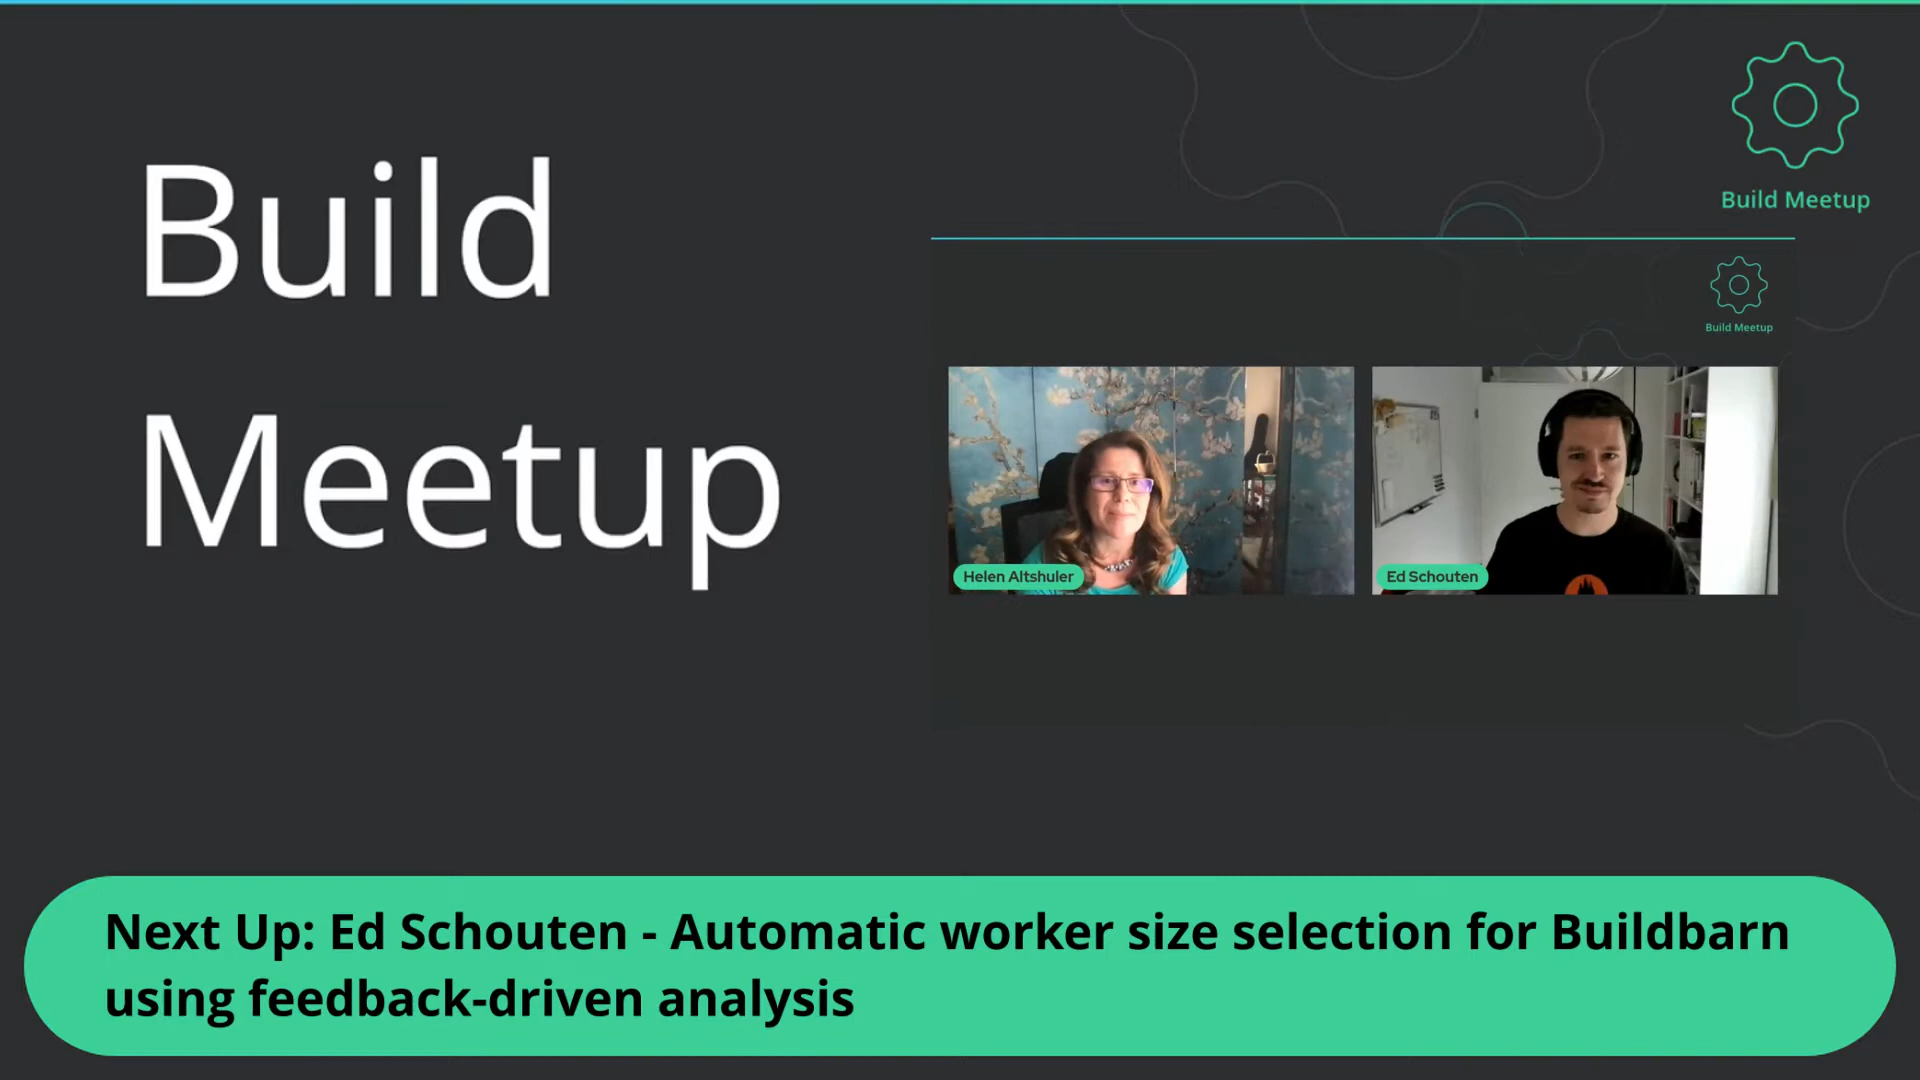 Build
Meetup
Build Meetup
Build Meetup
Helen Altshuler
Ed Schouten
Next Up: Ed Schouten - Automatic worker size selection for Buildbarn
using feedback-driven analysis